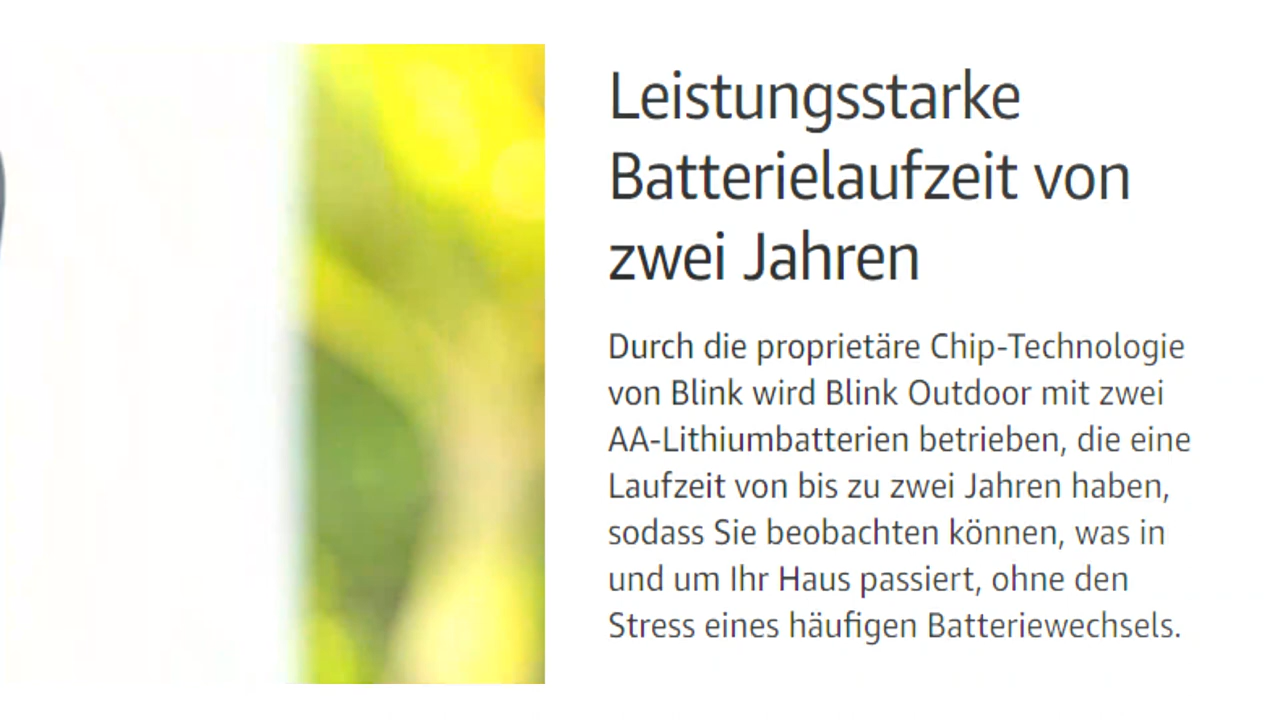 Leistungsstarke
Batterielaufzeit von
zwei Jahren
Durch die proprietäre Chip-Technologie
von Blink wird Blink Outdoor mit zwei
AA-Lithiumbatterien betrieben, die eine
Laufzeit von bis zu zwei Jahren haben,
sodass Sie beobachten können, was in
und um Ihr Haus passiert, ohne den
Stress eines häufigen Batteriewechsels.